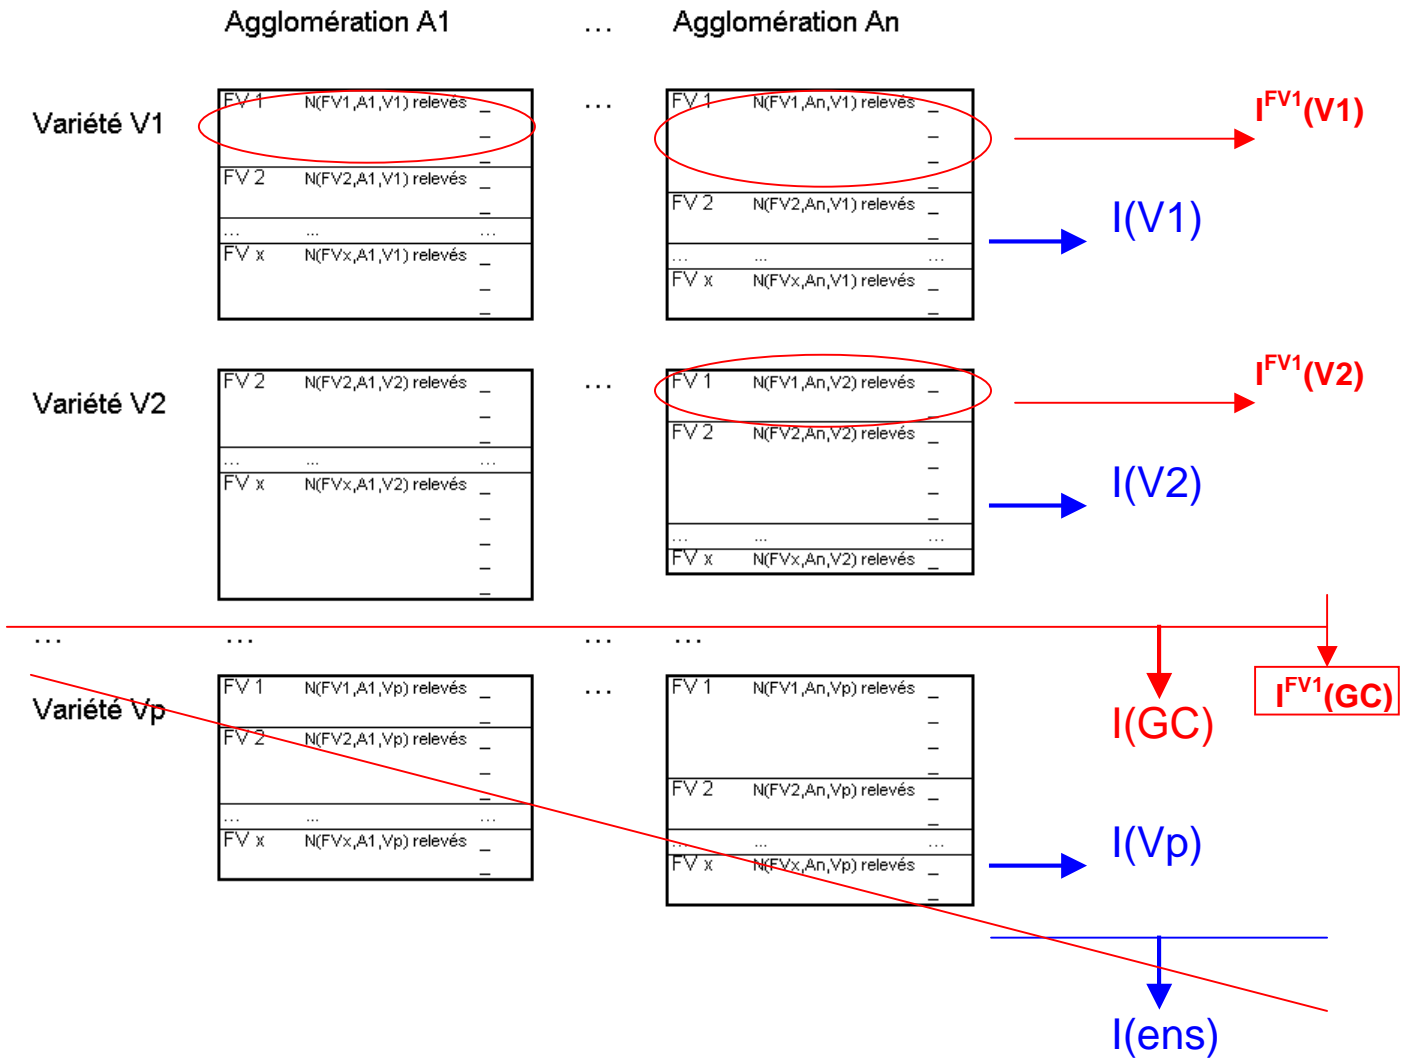 Agglomération A1 … Agglomération An
Variété V1
FV 1 N(FV1,A1,V1) relevés _
_
_
FV 2 N(FV2,A1,V1) relevés _
_
... ... ...
FV x N(FVx,A1,V1) relevés _
_
_
…
FV 1 N(FV1,An,V1) relevés _
_
_
_
FV 2 N(FV2,An,V1) relevés _
_
... ... ...
FV x N(FVx,An,V1) relevés _
_
I^FV1(V1)
I(V1)
Variété V2
FV 2 N(FV2,A1,V2) relevés _
_
_
... ... ...
FV x N(FVx,A1,V2) relevés _
_
_
_
_
…
FV 1 N(FV1,An,V2) relevés _
_
FV 2 N(FV2,An,V2) relevés _
_
_
_
... ... ...
FV x N(FVx,An,V2) relevés _
I^FV1(V2)
I(V2)
… … … …
Variété Vp
FV 1 N(FV1,A1,Vp) relevés _
_
FV 2 N(FV2,A1,Vp) relevés _
_
_
... ... ...
FV x N(FVx,A1,Vp) relevés _
_
…
FV 1 N(FV1,An,Vp) relevés _
_
_
_
FV 2 N(FV2,An,Vp) relevés _
_
... ... ...
FV x N(FVx,An,Vp) relevés _
_
I^FV1(GC)
I(GC)
I(Vp)
I(ens)